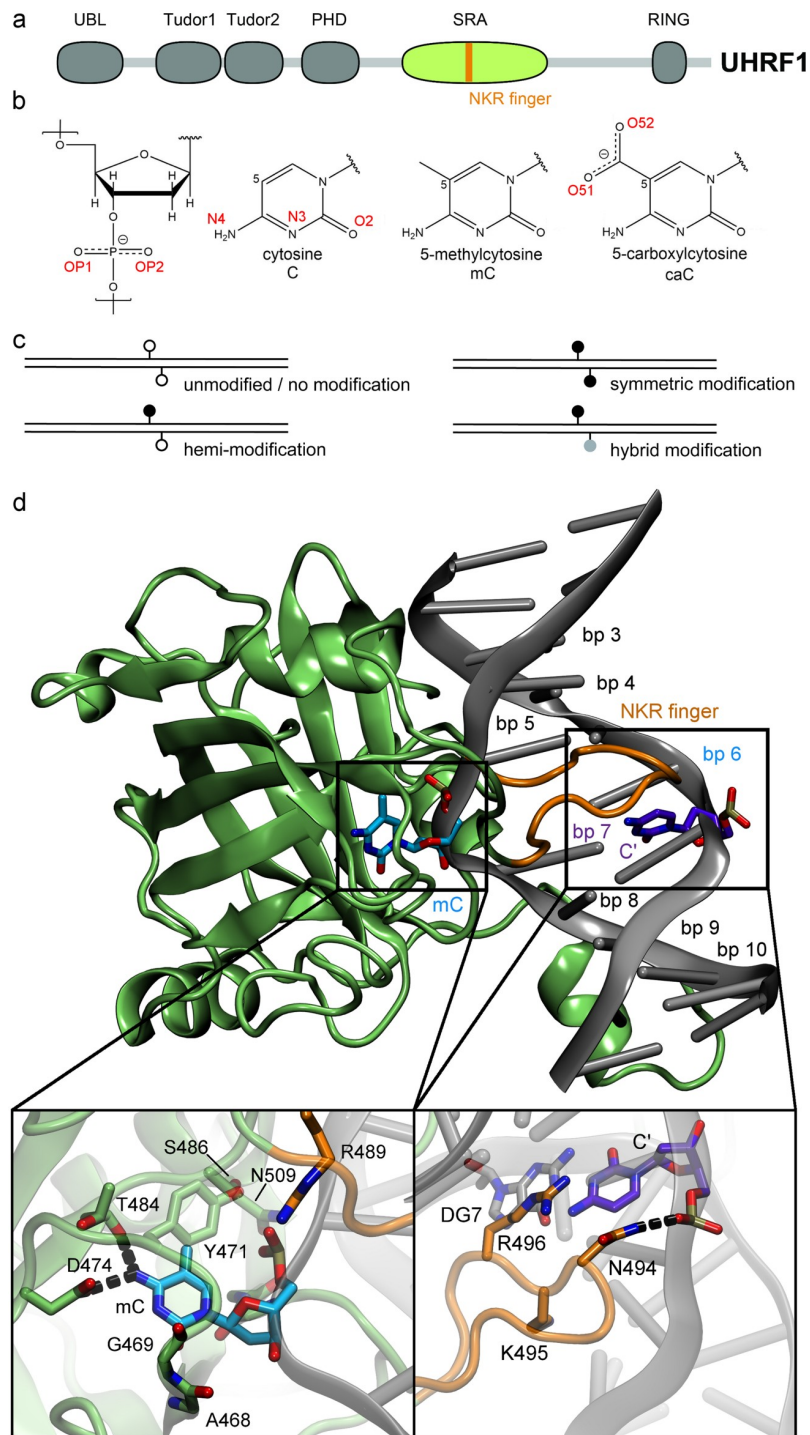 a
UBL Tudor1 Tudor2 PHD SRA RING
UHRF1
NKR finger
b
O
O
H H
H H
O
⊖
O P O
OP1 OP2
O
5
N4 N3 O2
H2N N O
N
cytosine
C
5
N
H2N N O
5-methylcytosine
mC
O O52
⊖
O
O51
5
N
H2N N O
5-carboxylcytosine
caC
c
unmodified / no modification
symmetric modification
hemi-modification
hybrid modification
d
bp 3
bp 4
NKR finger
bp 5
bp 6
bp 7
C'
mC
bp 8
bp 9
bp 10
S486
N509
R489
T484
Y471
D474
mC
G469
A468
C'
DG7
R496
N494
K495